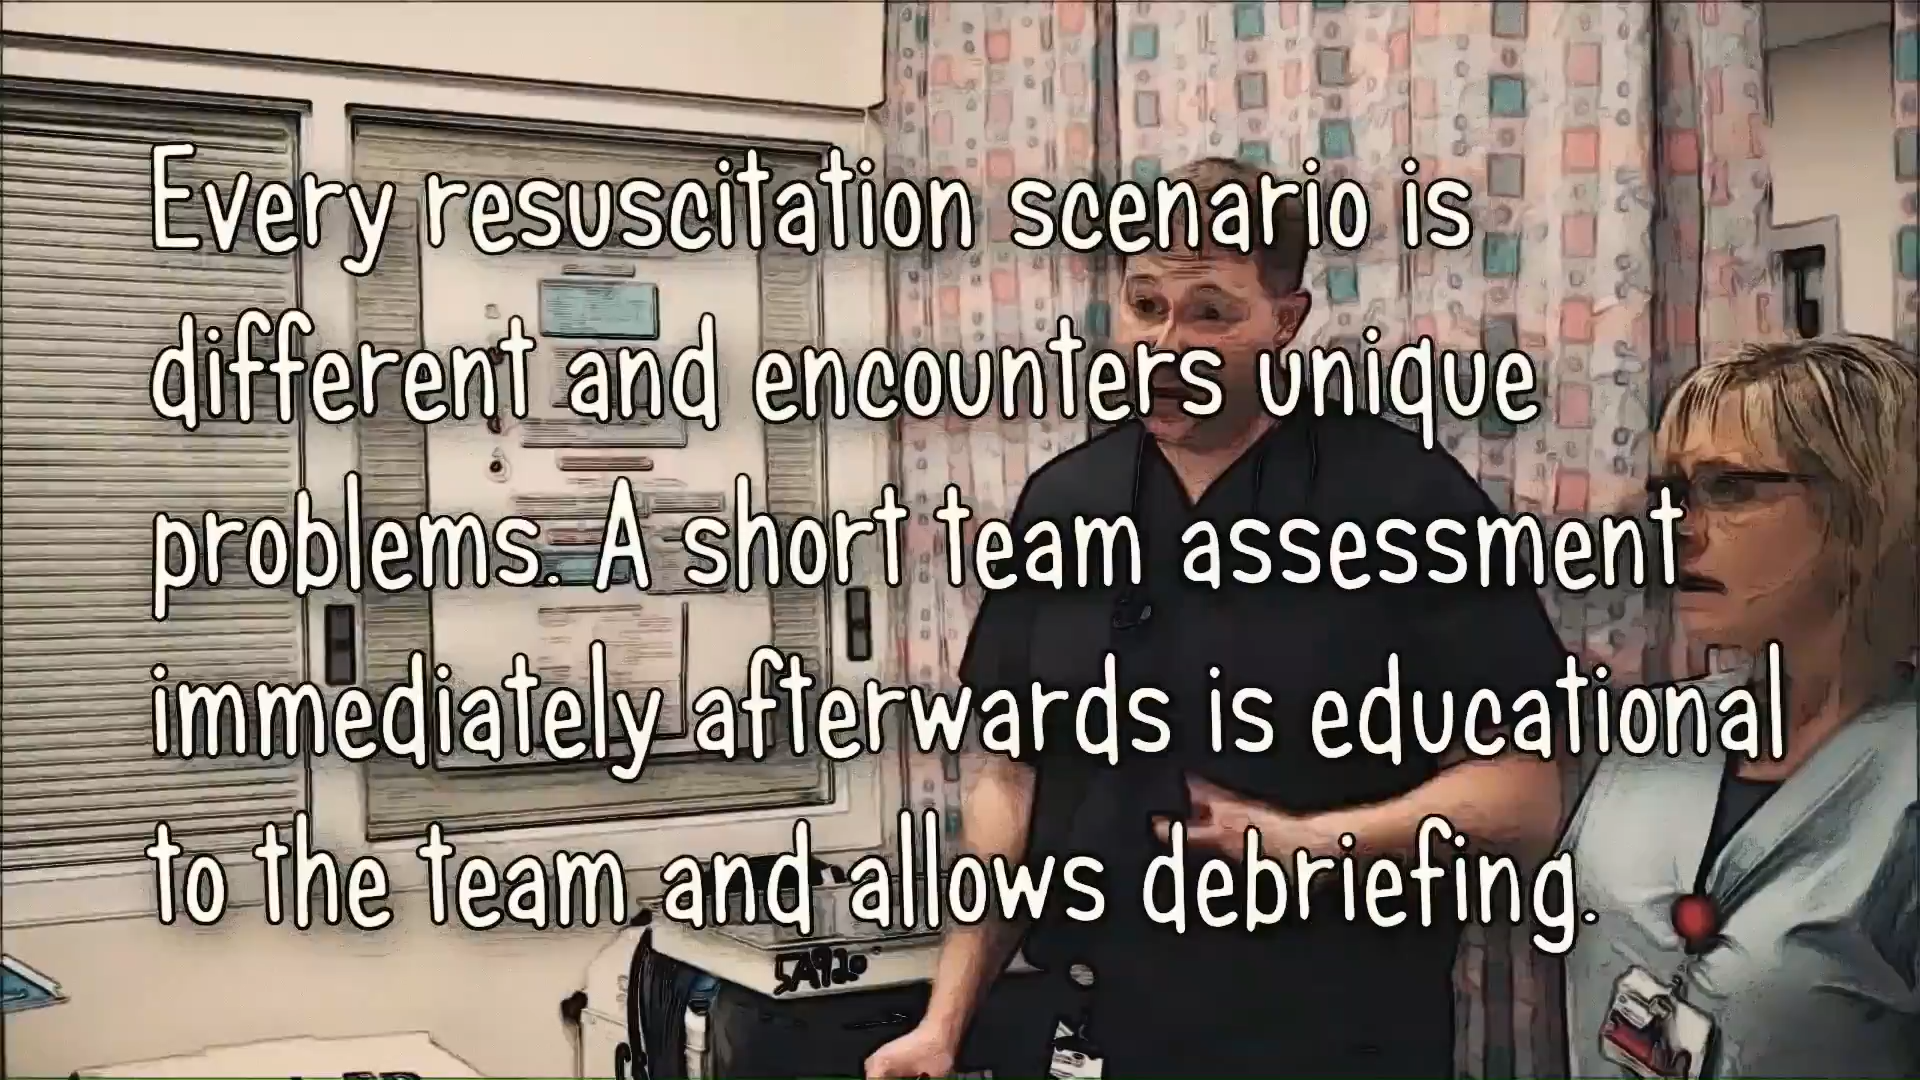 Every resuscitation scenario is
different and encounters unique
problems. A short team assessment
immediately afterwards is educational
to the team and allows debriefing.
5A920